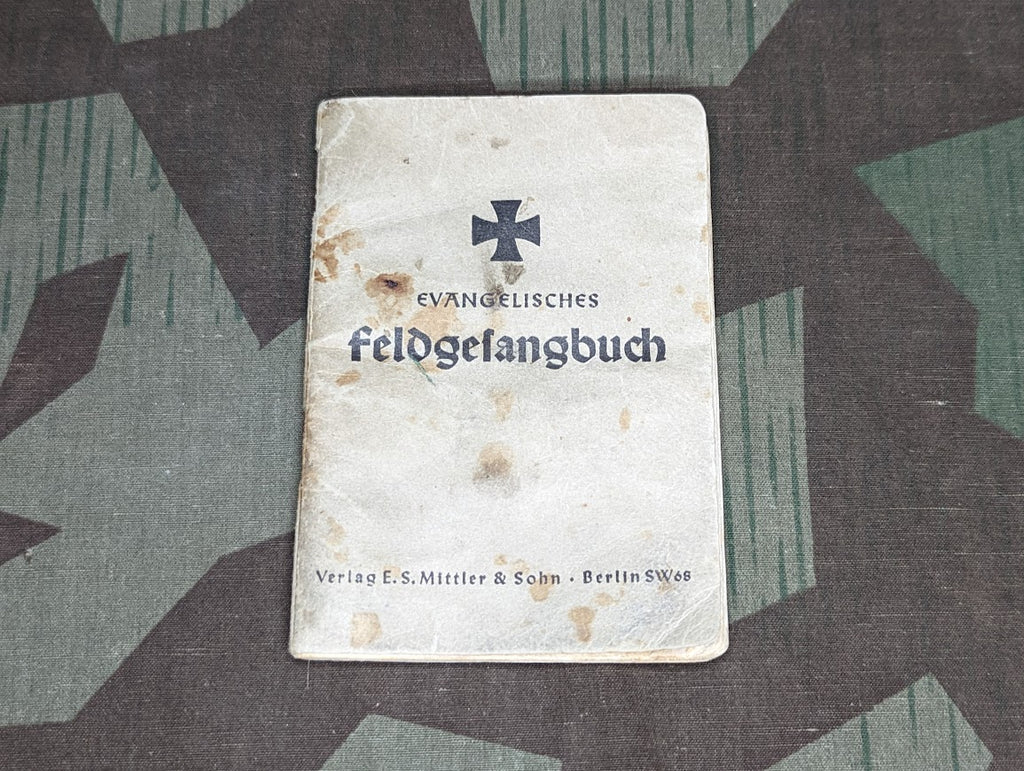 EVANGELISCHES
Feldgeſangbuch
Verlag E. S. Mittler & Sohn · Berlin SW68